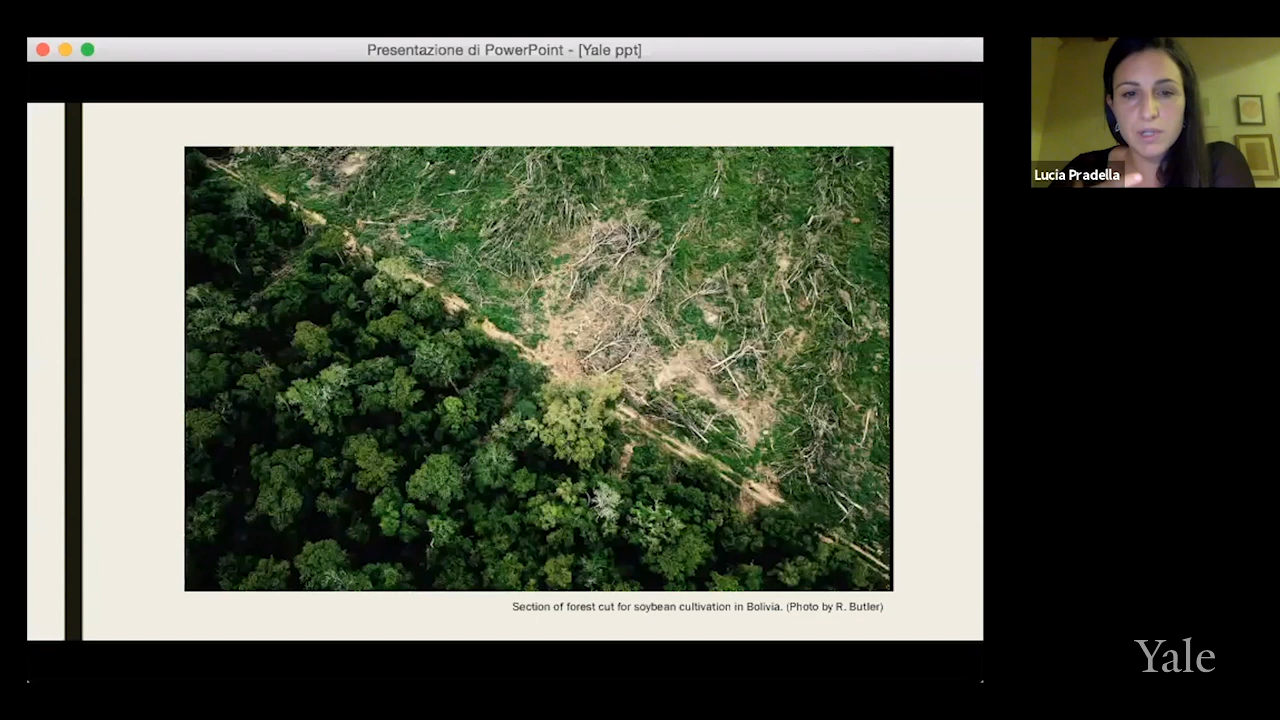 Presentazione di PowerPoint - [Yale ppt]
Lucia Pradella
Section of forest cut for soybean cultivation in Bolivia. (Photo by R. Butler)
Yale